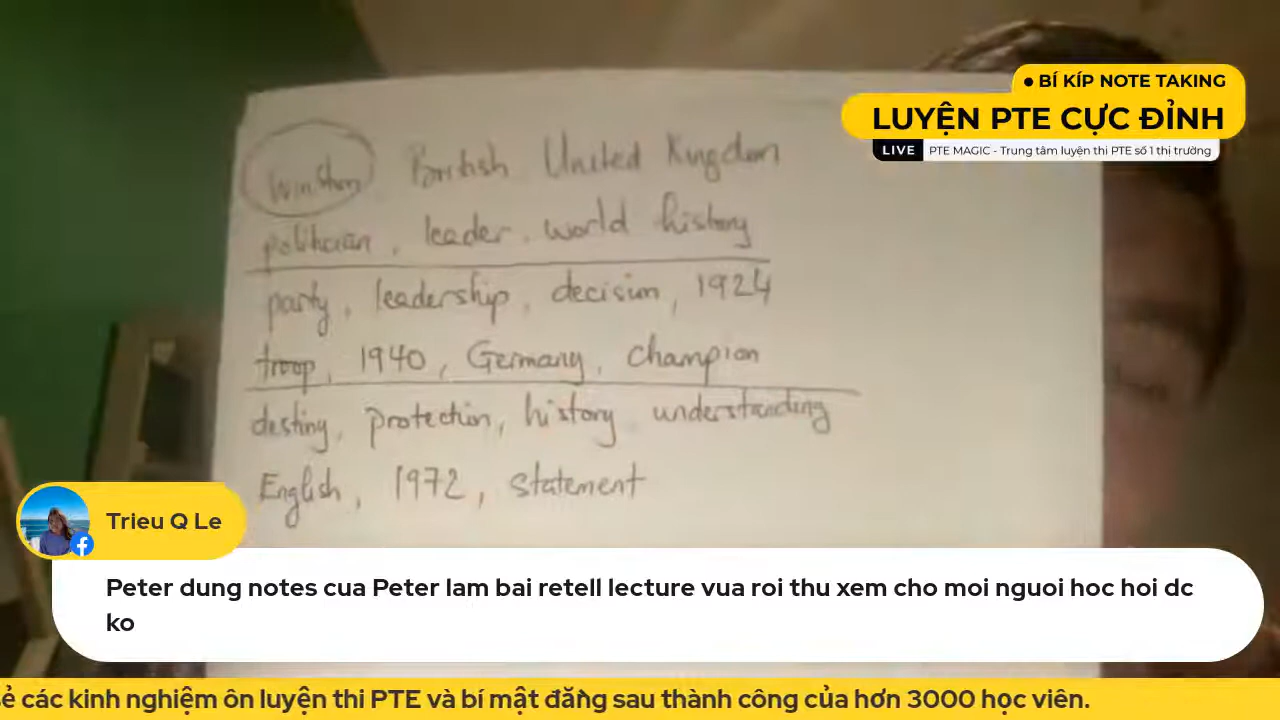 • BÍ KÍP NOTE TAKING
LUYỆN PTE CỰC ĐỈNH
LIVE PTE MAGIC - Trung tâm luyện thi PTE số 1 thị trường
Winston British United Kingdom
politician, leader, world history
party, leadership, decision, 1924
troop, 1940, Germany, champion
destiny, protection, history, understanding
English, 1972, statement
Trieu Q Le
Peter dung notes cua Peter lam bai retell lecture vua roi thu xem cho moi nguoi hoc hoi dc
ko
ẻ các kinh nghiệm ôn luyện thi PTE và bí mật đằng sau thành công của hơn 3000 học viên.